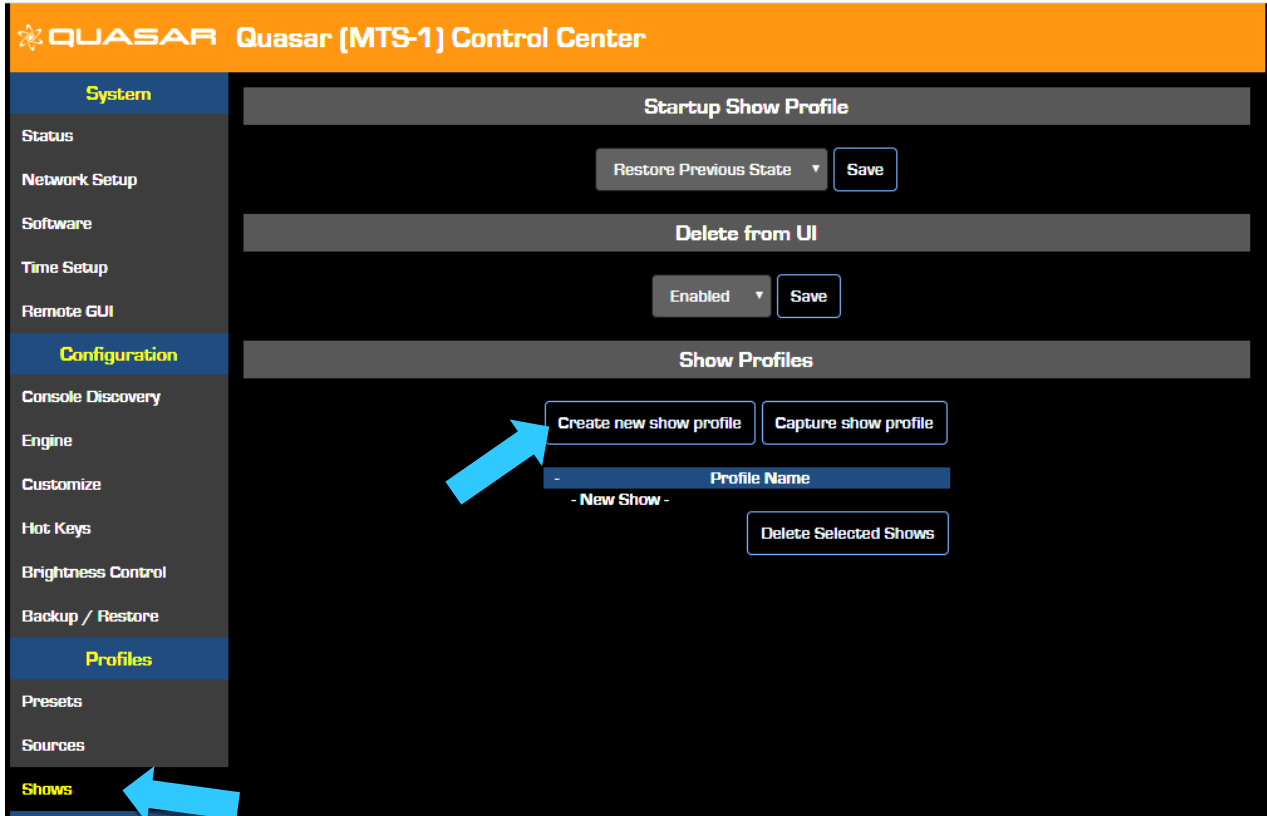 QUASAR Quasar (MTS-1) Control Center
System
Status
Network Setup
Software
Time Setup
Remote GUI
Configuration
Console Discovery
Engine
Customize
Hot Keys
Brightness Control
Backup / Restore
Profiles
Presets
Sources
Shows
Startup Show Profile
Restore Previous State Save
Delete from UI
Enabled Save
Show Profiles
Create new show profile Capture show profile
- Profile Name
- New Show -
Delete Selected Shows